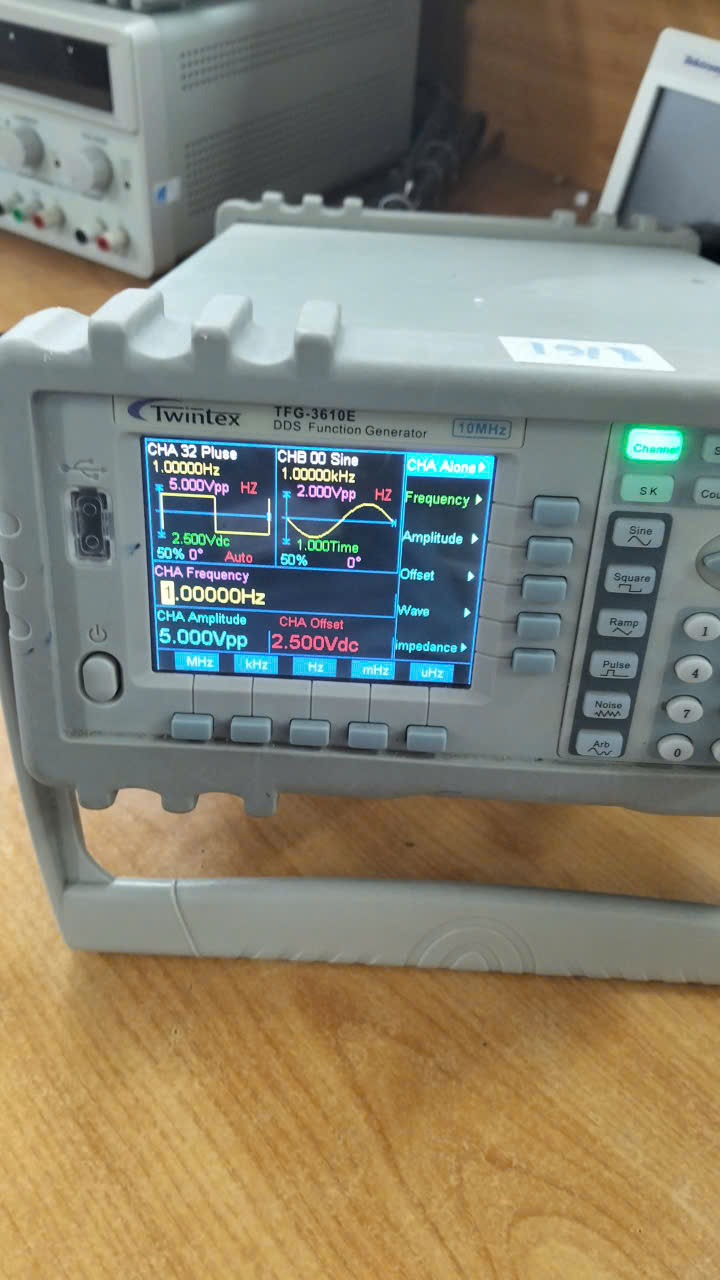 Twintex
TFG-3610E
DDS Function Generator
10MHz
CHA 32 Pluse
1.00000Hz
5.000Vpp HZ
2.500Vdc
50% 0° Auto
CHB 00 Sine
1.00000kHz
2.000Vpp HZ
1.000Time
50% 0°
CHA Alone
Frequency
Amplitude
Offset
Wave
Impedance
CHA Frequency
1.00000Hz
CHA Amplitude
5.000Vpp
CHA Offset
2.500Vdc
MHz kHz Hz mHz uHz
Channel
SK
Cou
Sine
Square
Ramp
Pulse
Noise
Arb
1
4
7
0